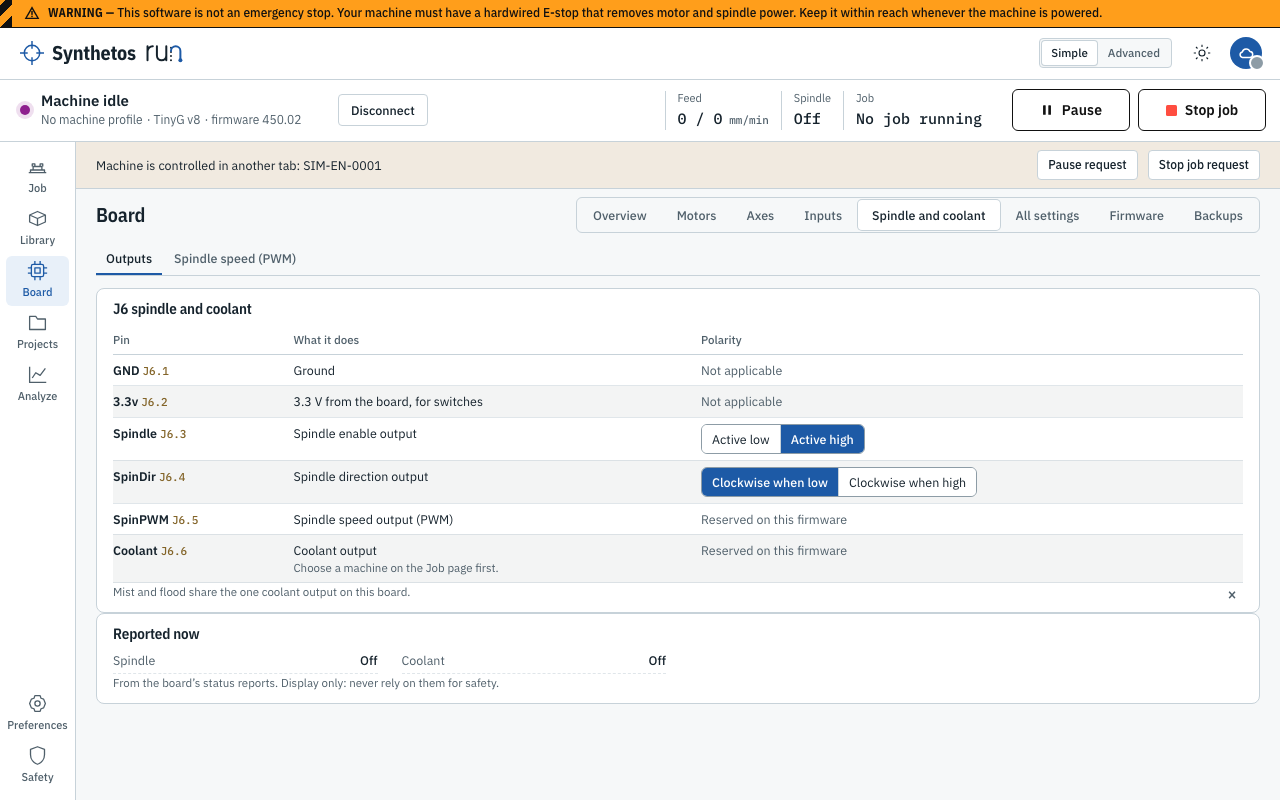 WARNING — This software is not an emergency stop. Your machine must have a hardwired E-stop that removes motor and spindle power. Keep it within reach whenever the machine is powered.
Synthetos run
Simple Advanced
Machine idle
No machine profile · TinyG v8 · firmware 450.02
Disconnect
Feed
0 / 0 mm/min
Spindle
Off
Job
No job running
Pause
Stop job
Job
Library
Board
Projects
Analyze
Preferences
Safety
Machine is controlled in another tab: SIM-EN-0001
Pause request Stop job request
Board
Overview Motors Axes Inputs Spindle and coolant All settings Firmware Backups
Outputs Spindle speed (PWM)
J6 spindle and coolant
Pin What it does Polarity
GND J6.1 Ground Not applicable
3.3v J6.2 3.3 V from the board, for switches Not applicable
Spindle J6.3 Spindle enable output Active low Active high
SpinDir J6.4 Spindle direction output Clockwise when low Clockwise when high
SpinPWM J6.5 Spindle speed output (PWM) Reserved on this firmware
Coolant J6.6 Coolant output Reserved on this firmware
Choose a machine on the Job page first.
Mist and flood share the one coolant output on this board. ×
Reported now
Spindle Off Coolant Off
From the board's status reports. Display only: never rely on them for safety.